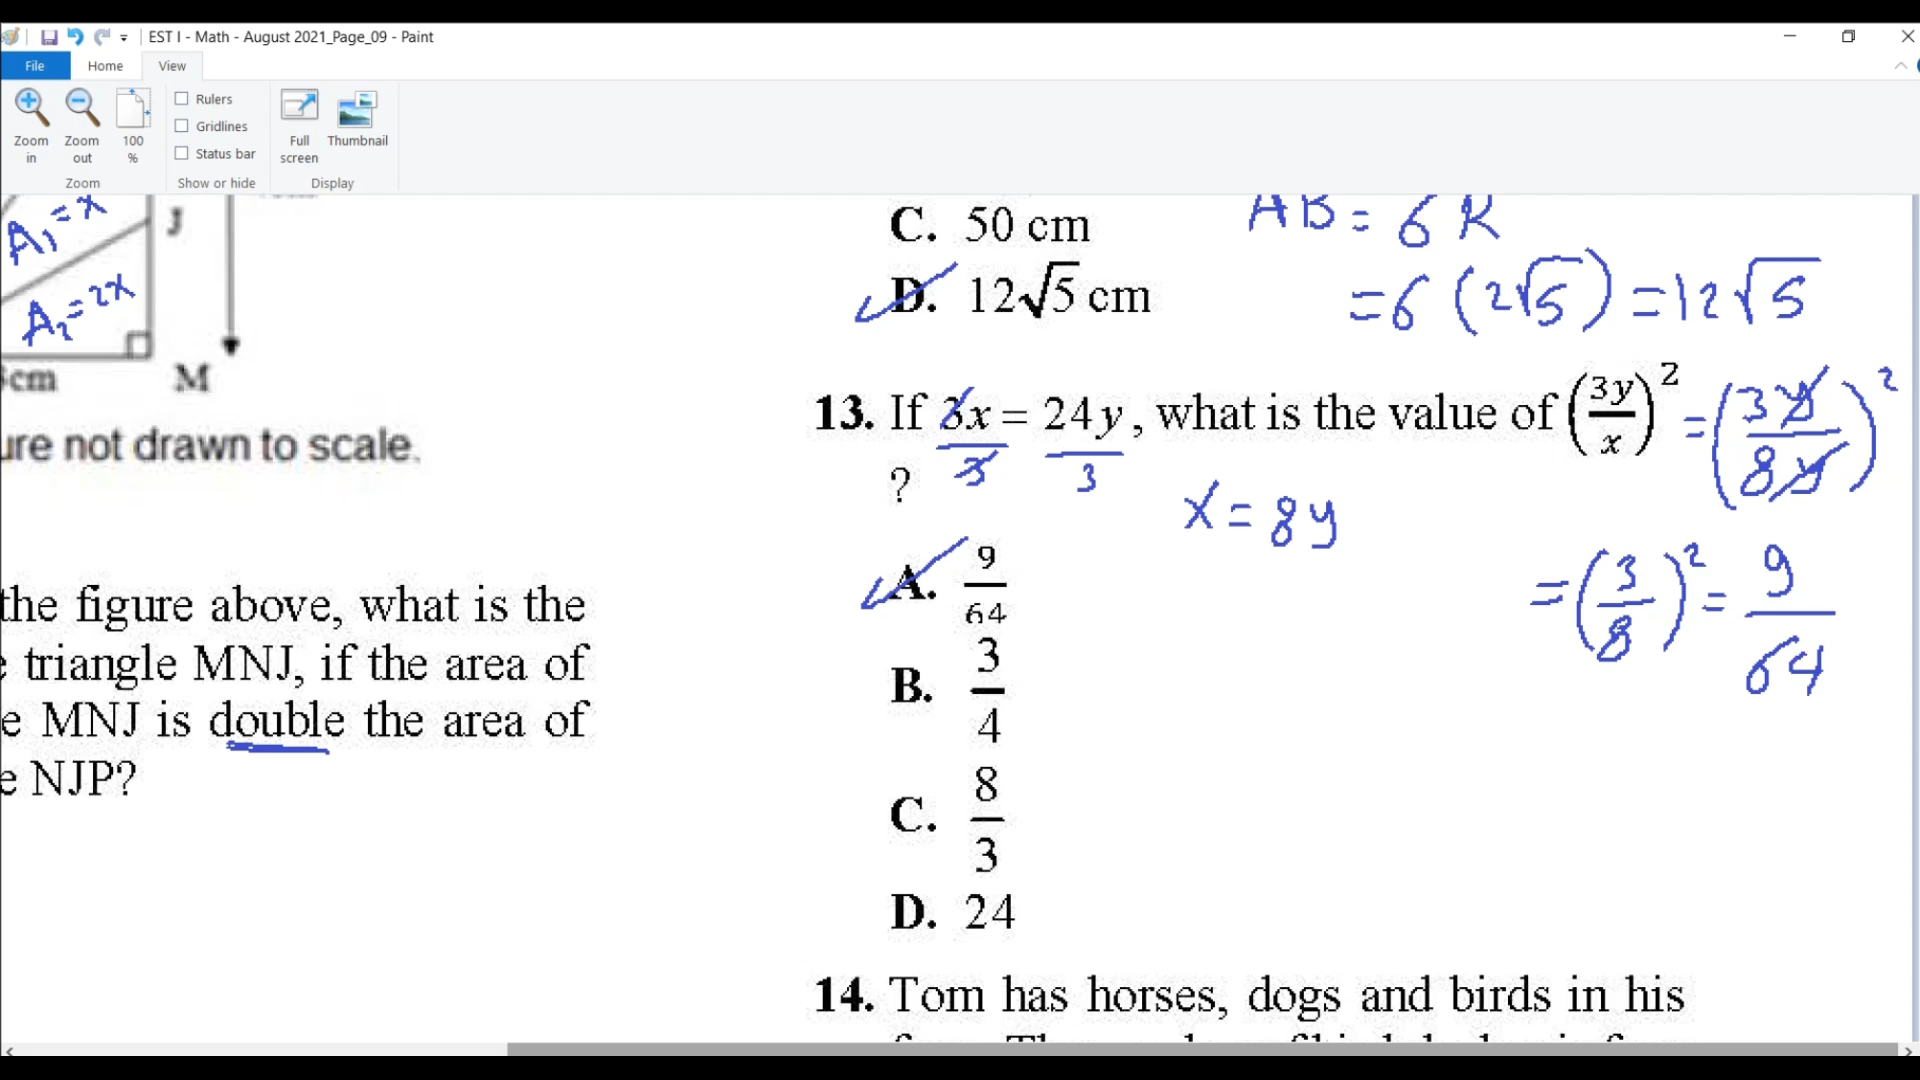 EST I - Math - August 2021_Page_09 - Paint
File Home View
Zoom in
Zoom out
100 %
Zoom
Rulers
Gridlines
Status bar
Show or hide
Full screen
Thumbnail
Display
A₁ = x
J
A₂ = 2x
cm
M
ure not drawn to scale.
the figure above, what is the
e triangle MNJ, if the area of
e MNJ is double the area of
e NJP?
C. 50 cm
AB = 6 K
D. 12√5 cm
= 6 (2√5) = 12√5
13. If 3x = 24y, what is the value of (3y/x)²
= (3y/8y)²
3 3
?
x = 8y
A. 9/64
= (3/8)² = 9/64
B. 3/4
C. 8/3
D. 24
14. Tom has horses, dogs and birds in his